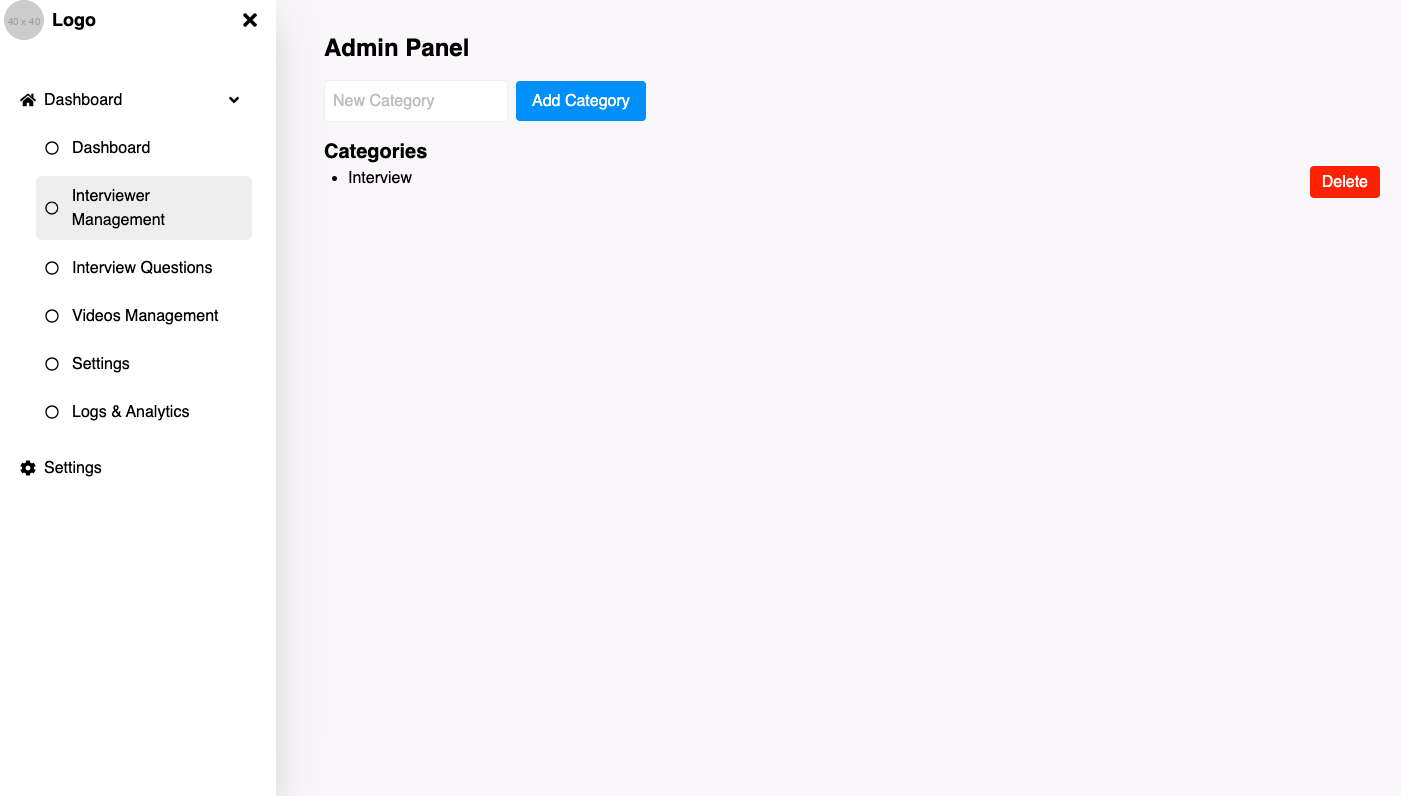 40 x 40
Logo
Dashboard
Dashboard
Interviewer
Management
Interview Questions
Videos Management
Settings
Logs & Analytics
Settings
Admin Panel
New Category
Add Category
Categories
Interview
Delete